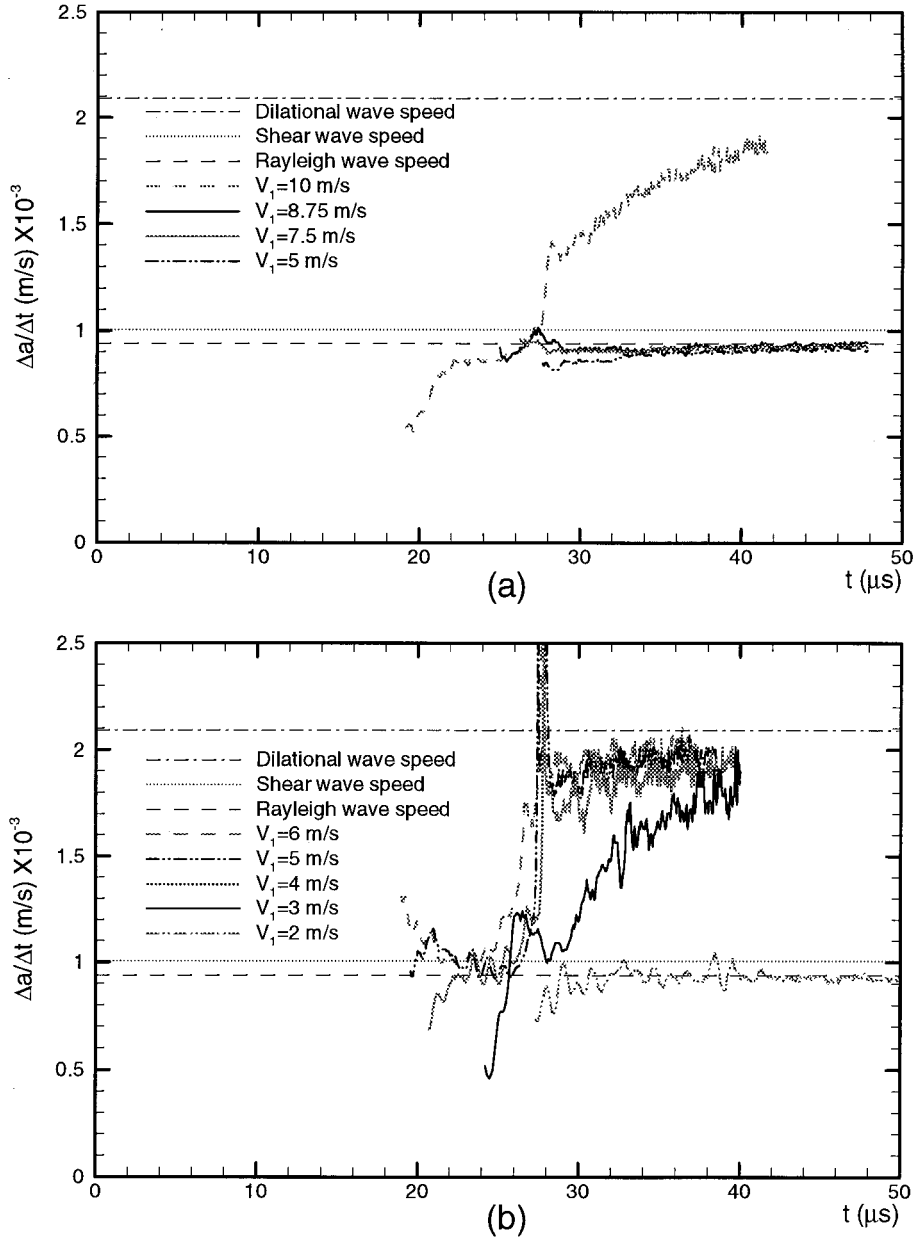 2.5
2
1.5
1
0.5
0
Δa/Δt (m/s) X10⁻³
Dilational wave speed
Shear wave speed
Rayleigh wave speed
V₁=10 m/s
V₁=8.75 m/s
V₁=7.5 m/s
V₁=5 m/s
0 10 20 30 40 50
t (μs)
(a)
2.5
2
1.5
1
0.5
0
Δa/Δt (m/s) X10⁻³
Dilational wave speed
Shear wave speed
Rayleigh wave speed
V₁=6 m/s
V₁=5 m/s
V₁=4 m/s
V₁=3 m/s
V₁=2 m/s
0 10 20 30 40 50
t (μs)
(b)